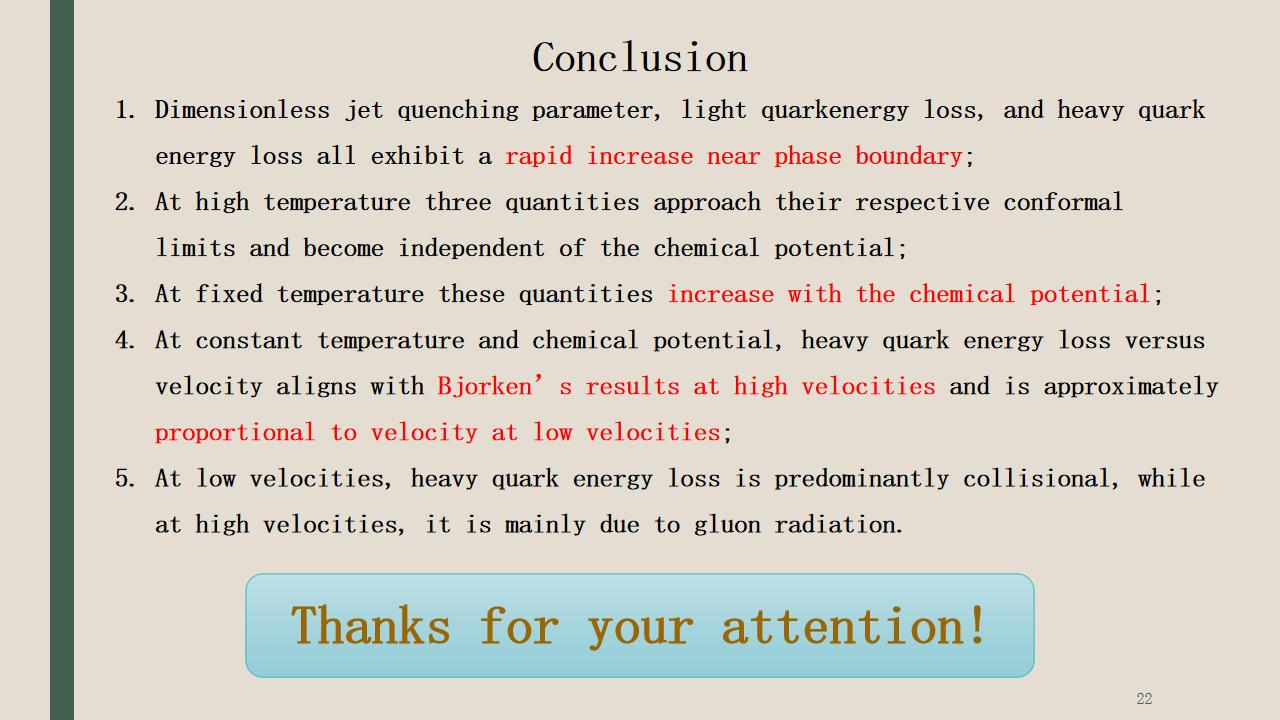 Conclusion
1. Dimensionless jet quenching parameter, light quarkenergy loss, and heavy quark
energy loss all exhibit a rapid increase near phase boundary;
2. At high temperature three quantities approach their respective conformal
limits and become independent of the chemical potential;
3. At fixed temperature these quantities increase with the chemical potential;
4. At constant temperature and chemical potential, heavy quark energy loss versus
velocity aligns with Bjorken’s results at high velocities and is approximately
proportional to velocity at low velocities;
5. At low velocities, heavy quark energy loss is predominantly collisional, while
at high velocities, it is mainly due to gluon radiation.
Thanks for your attention!
22